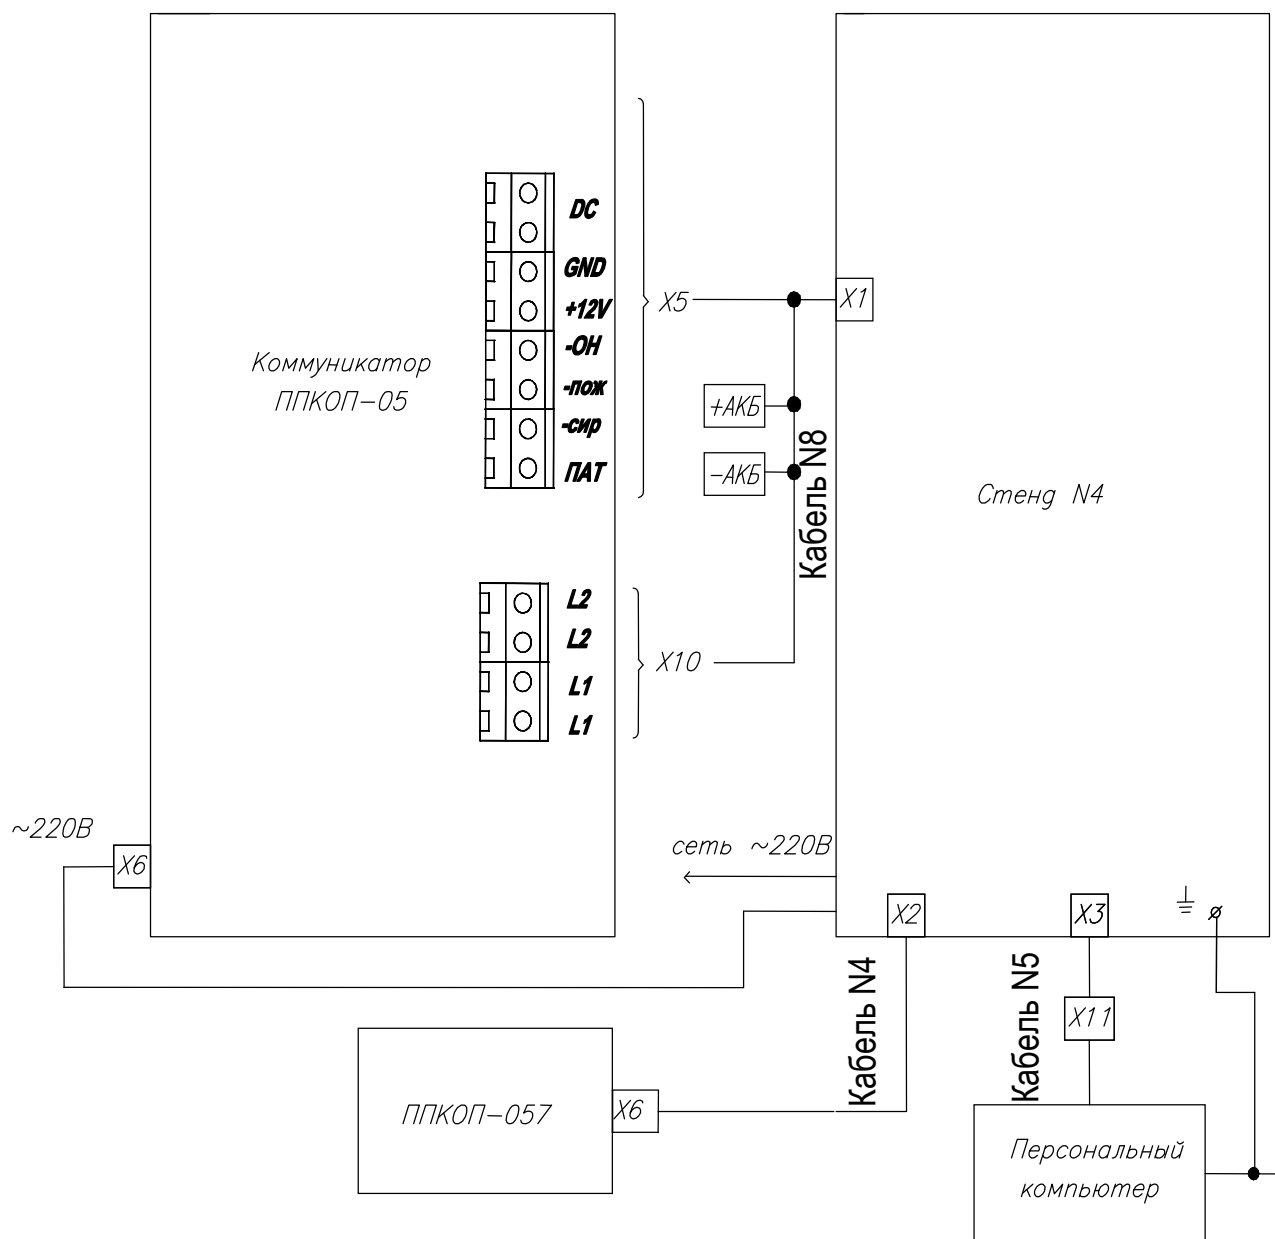 DC
GND
+12V
-ОН
-пож
-сир
ПАТ
Коммуникатор
ППКОП-05
X5
X1
+АКБ
-АКБ
Кабель N8
Стенд N4
L2
L2
L1
L1
X10
~220В
X6
сеть ~220В
X2
X3
Кабель N4
Кабель N5
X11
ППКОП-057
X6
Персональный
компьютер